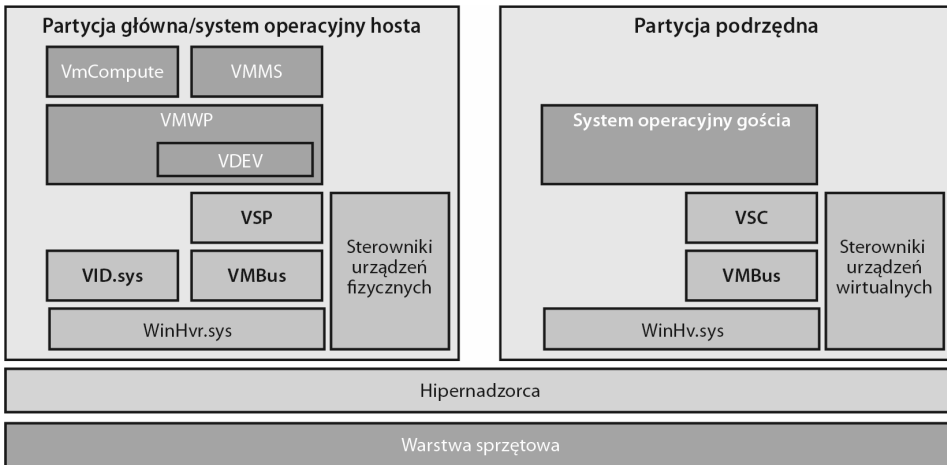 Partycja główna/system operacyjny hosta
VmCompute
VMMS
VMWP
VDEV
VSP
Sterowniki
urządzeń
fizycznych
VID.sys
VMBus
WinHvr.sys
Partycja podrzędna
System operacyjny gościa
VSC
Sterowniki
urządzeń
wirtualnych
VMBus
WinHv.sys
Hipernadzorca
Warstwa sprzętowa